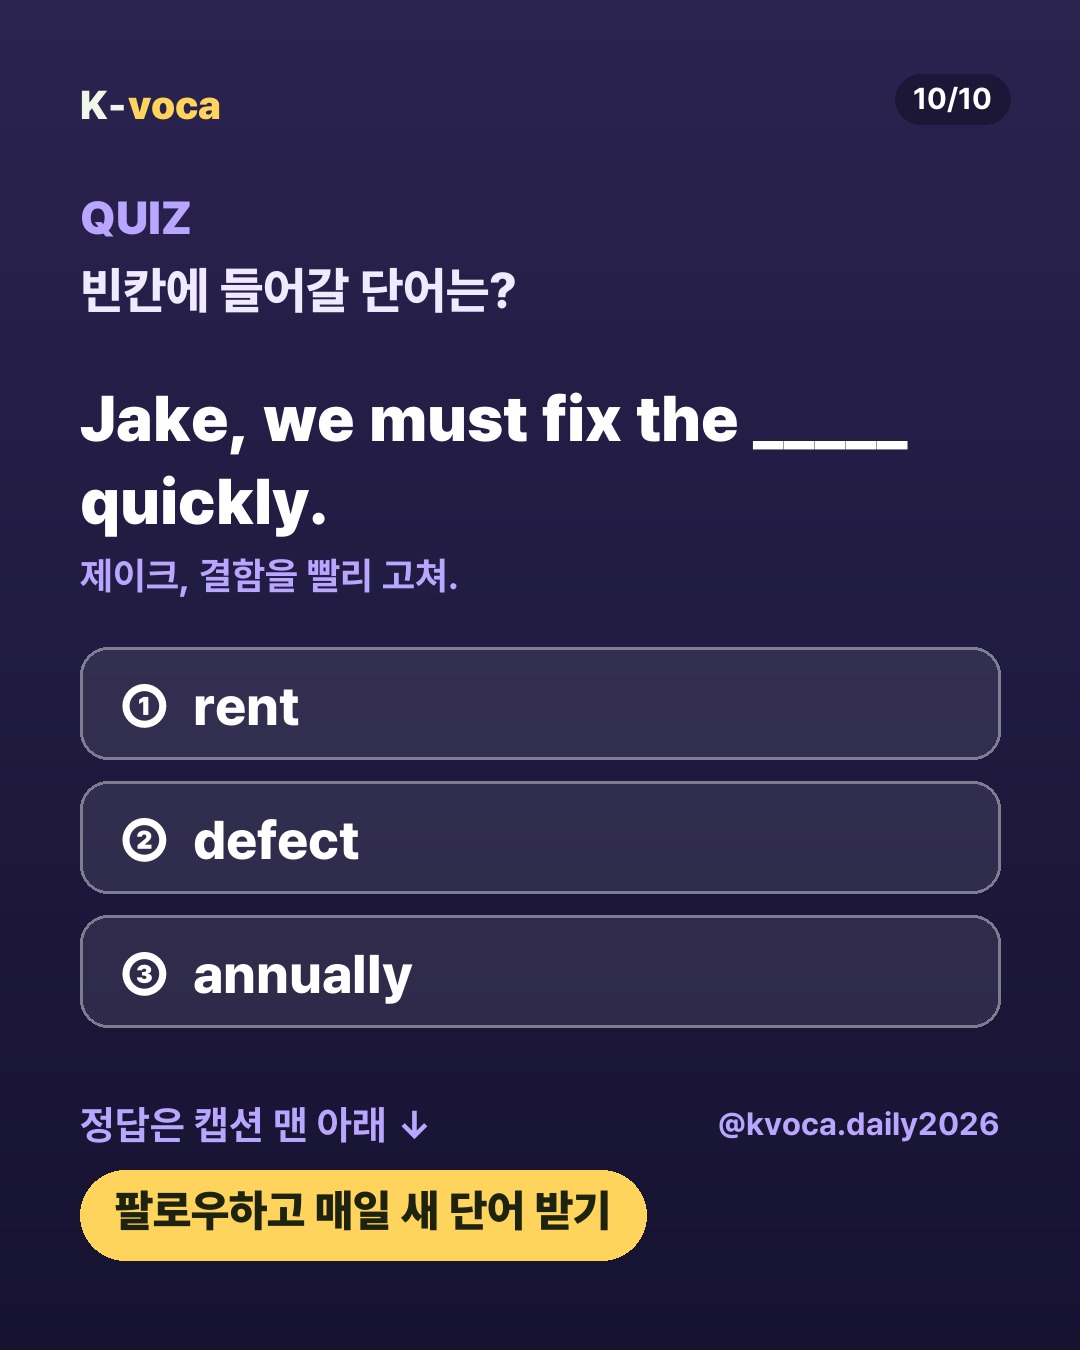 K-voca
10/10
QUIZ
빈칸에 들어갈 단어는?
Jake, we must fix the _____
quickly.
제이크, 결함을 빨리 고쳐.
① rent
② defect
③ annually
정답은 캡션 맨 아래 ↓
@kvoca.daily2026
팔로우하고 매일 새 단어 받기